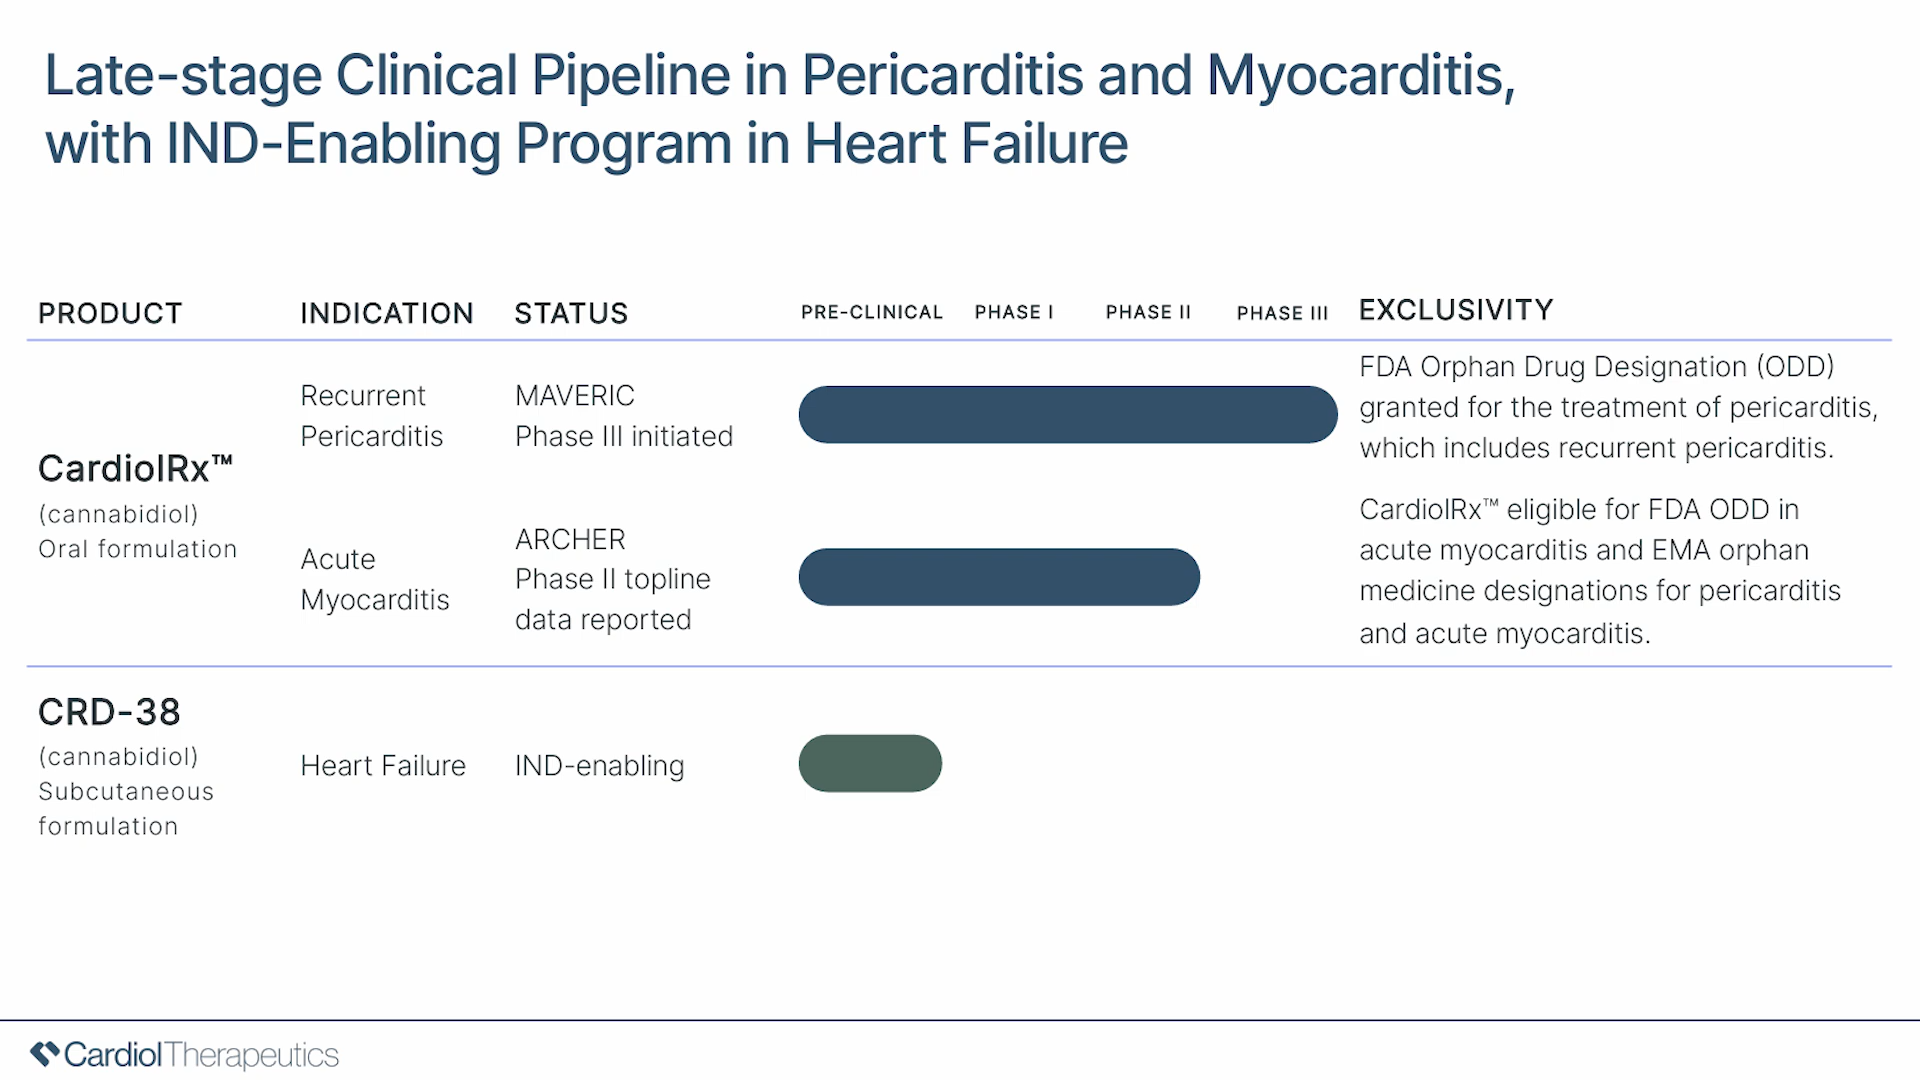 Late-stage Clinical Pipeline in Pericarditis and Myocarditis,
with IND-Enabling Program in Heart Failure
PRODUCT
INDICATION
STATUS
PRE-CLINICAL
PHASE I
PHASE II
PHASE III
EXCLUSIVITY
CardiolRx™
(cannabidiol)
Oral formulation
Recurrent
Pericarditis
MAVERIC
Phase III initiated
FDA Orphan Drug Designation (ODD)
granted for the treatment of pericarditis,
which includes recurrent pericarditis.
Acute
Myocarditis
ARCHER
Phase II topline
data reported
CardiolRx™ eligible for FDA ODD in
acute myocarditis and EMA orphan
medicine designations for pericarditis
and acute myocarditis.
CRD-38
(cannabidiol)
Subcutaneous
formulation
Heart Failure
IND-enabling
CardiolTherapeutics